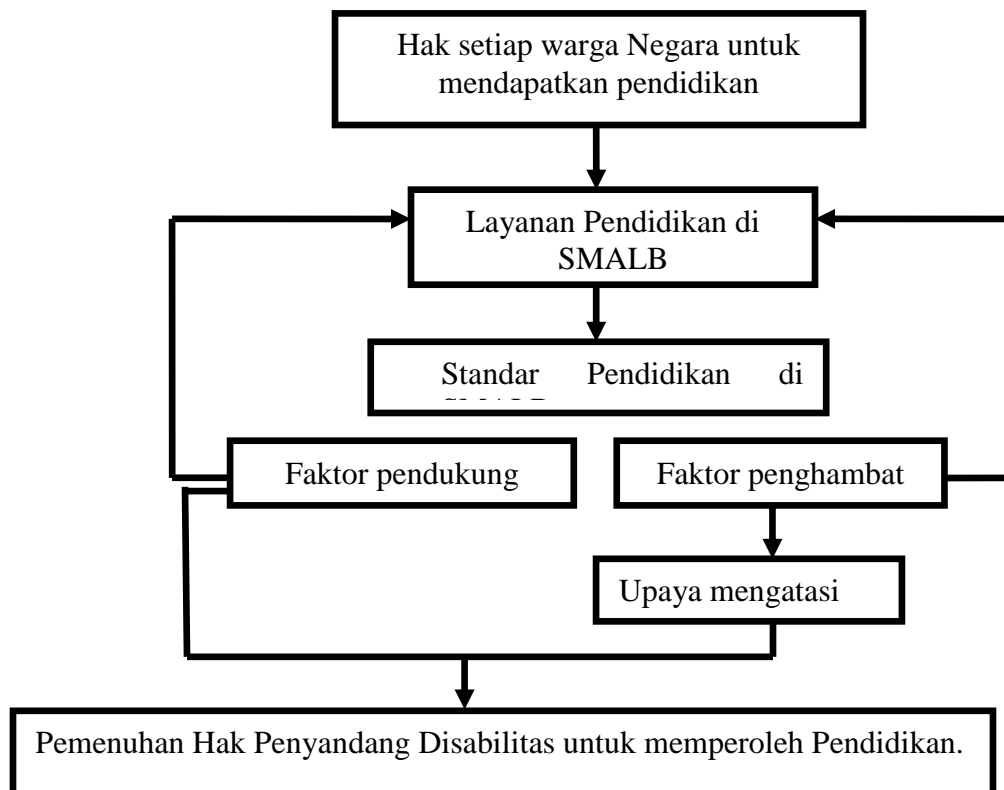 Hak setiap warga Negara untuk
mendapatkan pendidikan
Layanan Pendidikan di
SMALB
Standar Pendidikan di
Faktor pendukung
Faktor penghambat
Upaya mengatasi
Pemenuhan Hak Penyandang Disabilitas untuk memperoleh Pendidikan.